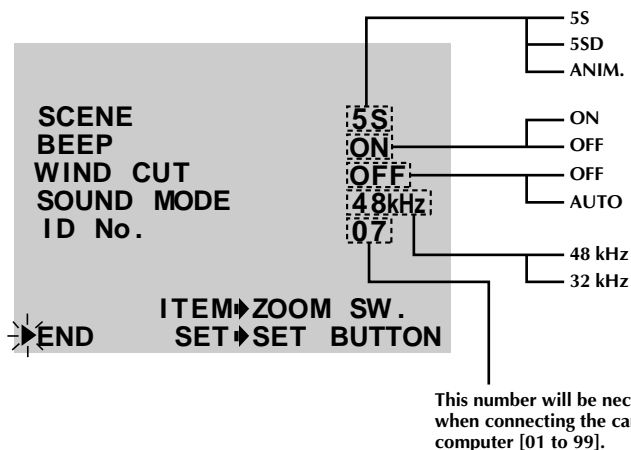 5S
5SD
ANIM.
SCENE 5S
BEEP ON
WIND CUT OFF
SOUND MODE 48kHz
ID No. 07
ON
OFF
OFF
AUTO
48 kHz
32 kHz
ITEM➧ZOOM SW.
END SET➧SET BUTTON
This number will be
when connecting the
computer [01 to 99].